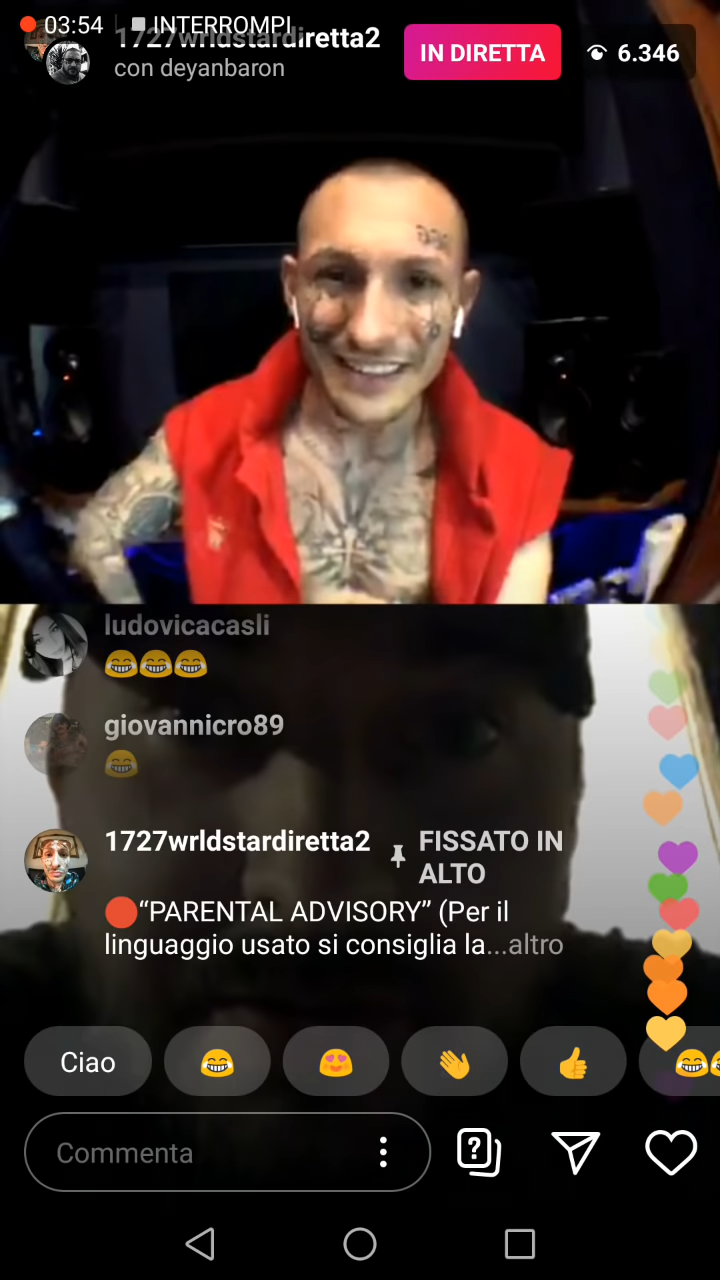 03:54 INTERROMPI
1727wrldstardiretta2
con deyanbaron
IN DIRETTA
6.346
ludovicacasli
😂😂😂
giovannicro89
😂
1727wrldstardiretta2 FISSATO IN
ALTO
🔴“PARENTAL ADVISORY” (Per il
linguaggio usato si consiglia la...altro
Ciao 😂 😍 👏 👍 😂😂
Commenta